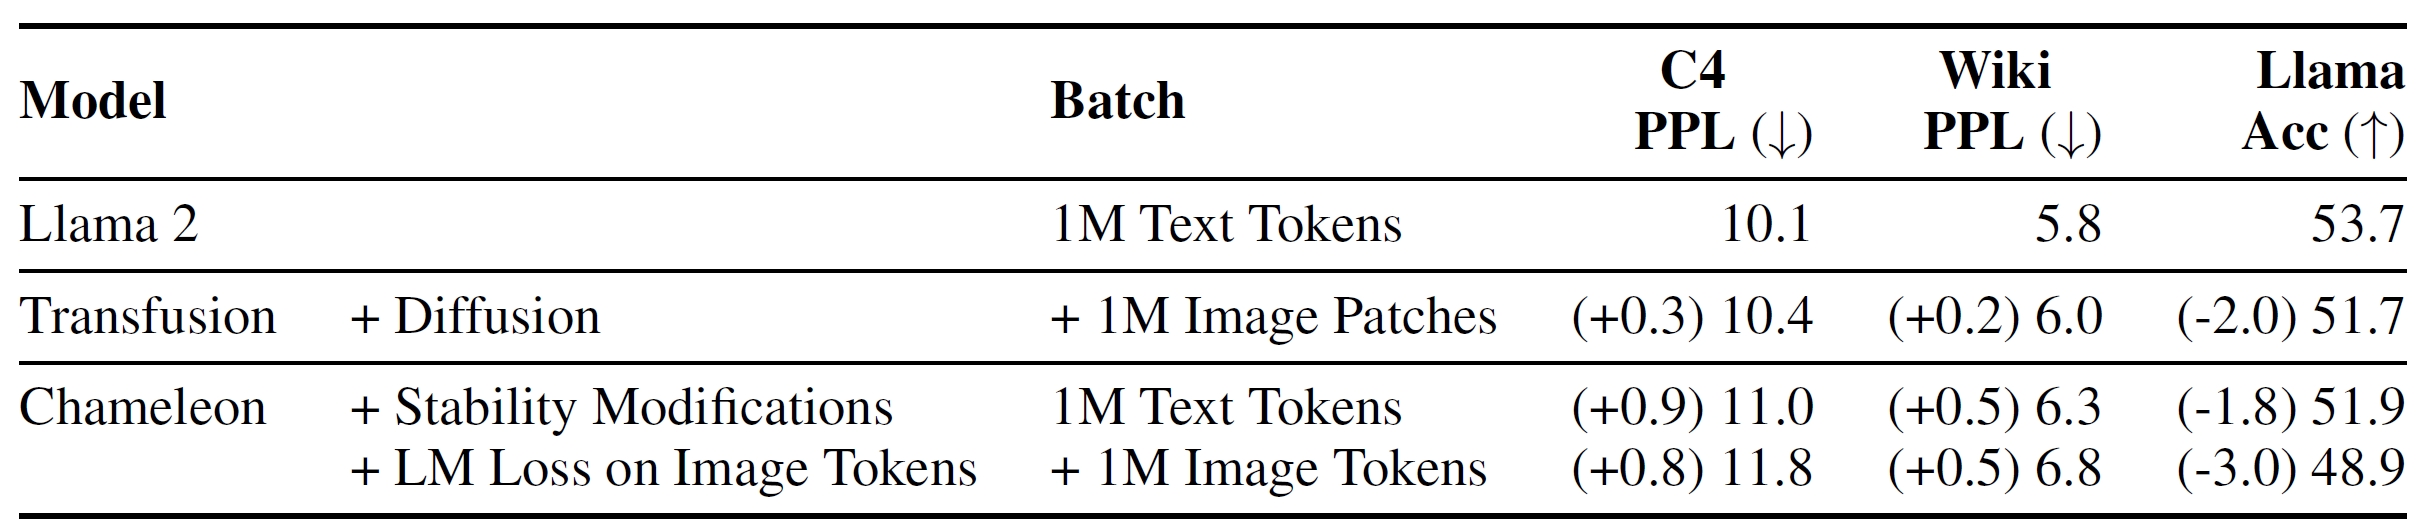 Model Batch C4 PPL (↓) Wiki PPL (↓) Llama Acc (↑)
Llama 2 1M Text Tokens 10.1 5.8 53.7
Transfusion + Diffusion + 1M Image Patches (+0.3) 10.4 (+0.2) 6.0 (-2.0) 51.7
Chameleon + Stability Modifications 1M Text Tokens (+0.9) 11.0 (+0.5) 6.3 (-1.8) 51.9
+ LM Loss on Image Tokens + 1M Image Tokens (+0.8) 11.8 (+0.5) 6.8 (-3.0) 48.9